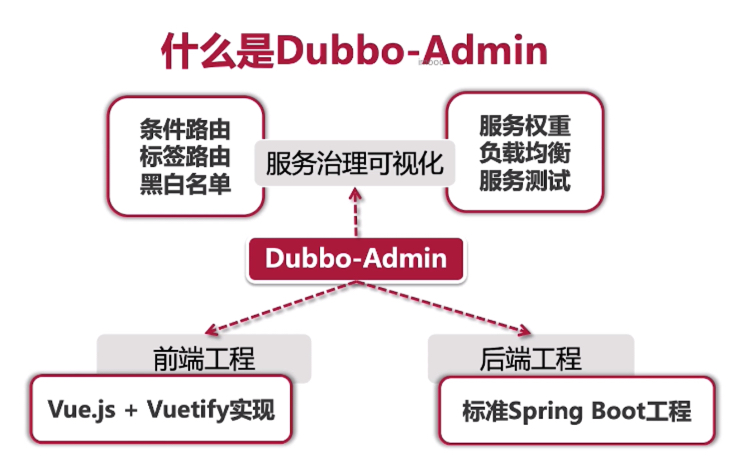 什么是Dubbo-Admin
条件路由
标签路由
黑白名单
服务治理可视化
服务权重
负载均衡
服务测试
Dubbo-Admin
前端工程
Vue.js + Vuetify实现
后端工程
标准Spring Boot工程